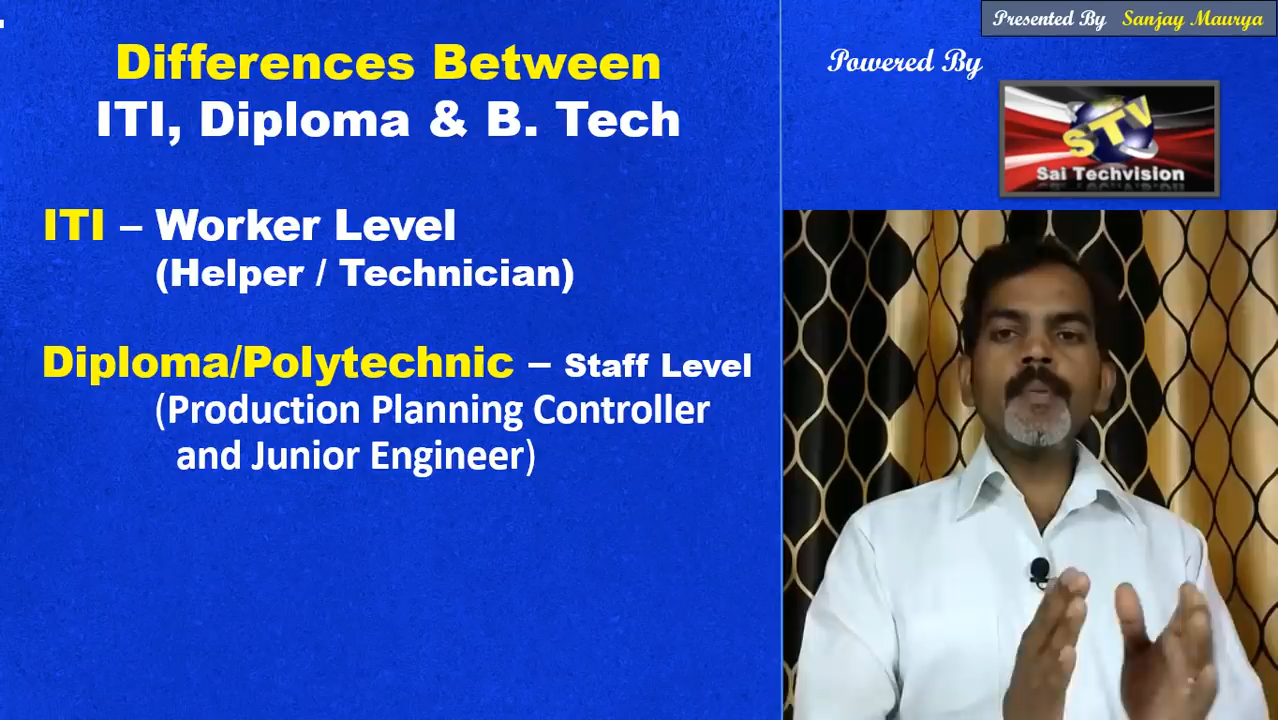 Differences Between
ITI, Diploma & B. Tech
ITI – Worker Level
(Helper / Technician)
Diploma/Polytechnic – Staff Level
(Production Planning Controller
and Junior Engineer)
Presented By Sanjay Maurya
Powered By
STV
Sai Techvision